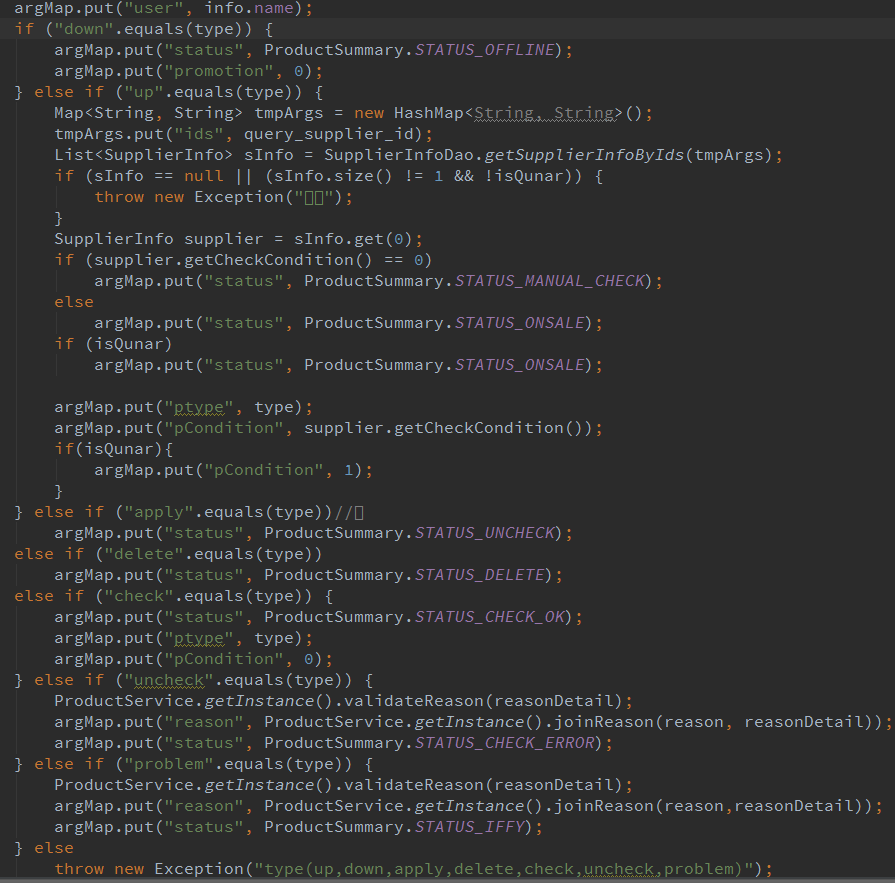 argMap.put("user", info.name);
if ("down".equals(type)) {
    argMap.put("status", ProductSummary.STATUS_OFFLINE);
    argMap.put("promotion", 0);
} else if ("up".equals(type)) {
    Map<String, String> tmpArgs = new HashMap<String, String>();
    tmpArgs.put("ids", query_supplier_id);
    List<SupplierInfo> sInfo = SupplierInfoDao.getSupplierInfoByIds(tmpArgs);
    if (sInfo == null || (sInfo.size() != 1 && !isQunar)) {
        throw new Exception("▯▯");
    }
    SupplierInfo supplier = sInfo.get(0);
    if (supplier.getCheckCondition() == 0)
        argMap.put("status", ProductSummary.STATUS_MANUAL_CHECK);
    else
        argMap.put("status", ProductSummary.STATUS_ONSALE);
    if (isQunar)
        argMap.put("status", ProductSummary.STATUS_ONSALE);
    argMap.put("ptype", type);
    argMap.put("pCondition", supplier.getCheckCondition());
    if(isQunar){
        argMap.put("pCondition", 1);
    }
} else if ("apply".equals(type))//▯
    argMap.put("status", ProductSummary.STATUS_UNCHECK);
else if ("delete".equals(type))
    argMap.put("status", ProductSummary.STATUS_DELETE);
else if ("check".equals(type)) {
    argMap.put("status", ProductSummary.STATUS_CHECK_OK);
    argMap.put("ptype", type);
    argMap.put("pCondition", 0);
} else if ("uncheck".equals(type)) {
    ProductService.getInstance().validateReason(reasonDetail);
    argMap.put("reason", ProductService.getInstance().joinReason(reason, reasonDetail));
    argMap.put("status", ProductSummary.STATUS_CHECK_ERROR);
} else if ("problem".equals(type)) {
    ProductService.getInstance().validateReason(reasonDetail);
    argMap.put("reason", ProductService.getInstance().joinReason(reason,reasonDetail));
    argMap.put("status", ProductSummary.STATUS_IFFY);
} else
    throw new Exception("type(up,down,apply,delete,check,uncheck,problem)");